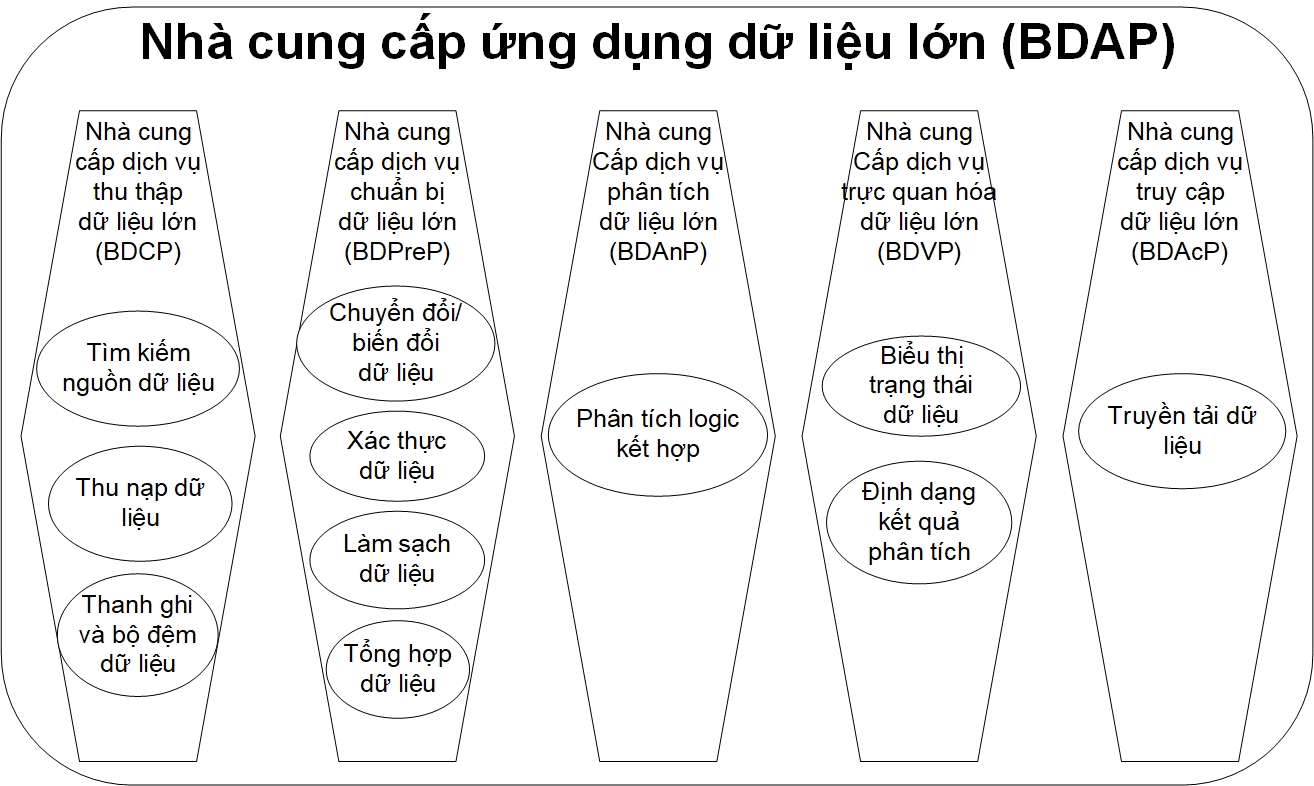 Nhà cung cấp ứng dụng dữ liệu lớn (BDAP)
Nhà cung
cấp dịch vụ
thu thập
dữ liệu lớn
(BDCP)
Tìm kiếm
nguồn dữ liệu
Thu nạp dữ
liệu
Thanh ghi
và bộ đệm
dữ liệu
Nhà cung
cấp dịch vụ
chuẩn bị
dữ liệu lớn
(BDPreP)
Chuyển đổi/
biến đổi
dữ liệu
Xác thực
dữ liệu
Làm sạch
dữ liệu
Tổng hợp
dữ liệu
Nhà cung
Cấp dịch vụ
phân tích
dữ liệu lớn
(BDAnP)
Phân tích logic
kết hợp
Nhà cung
Cấp dịch vụ
trực quan hóa
dữ liệu lớn
(BDVP)
Biểu thị
trạng thái
dữ liệu
Định dạng
kết quả
phân tích
Nhà cung
cấp dịch vụ
truy cập
dữ liệu lớn
(BDAcP)
Truyền tải dữ
liệu